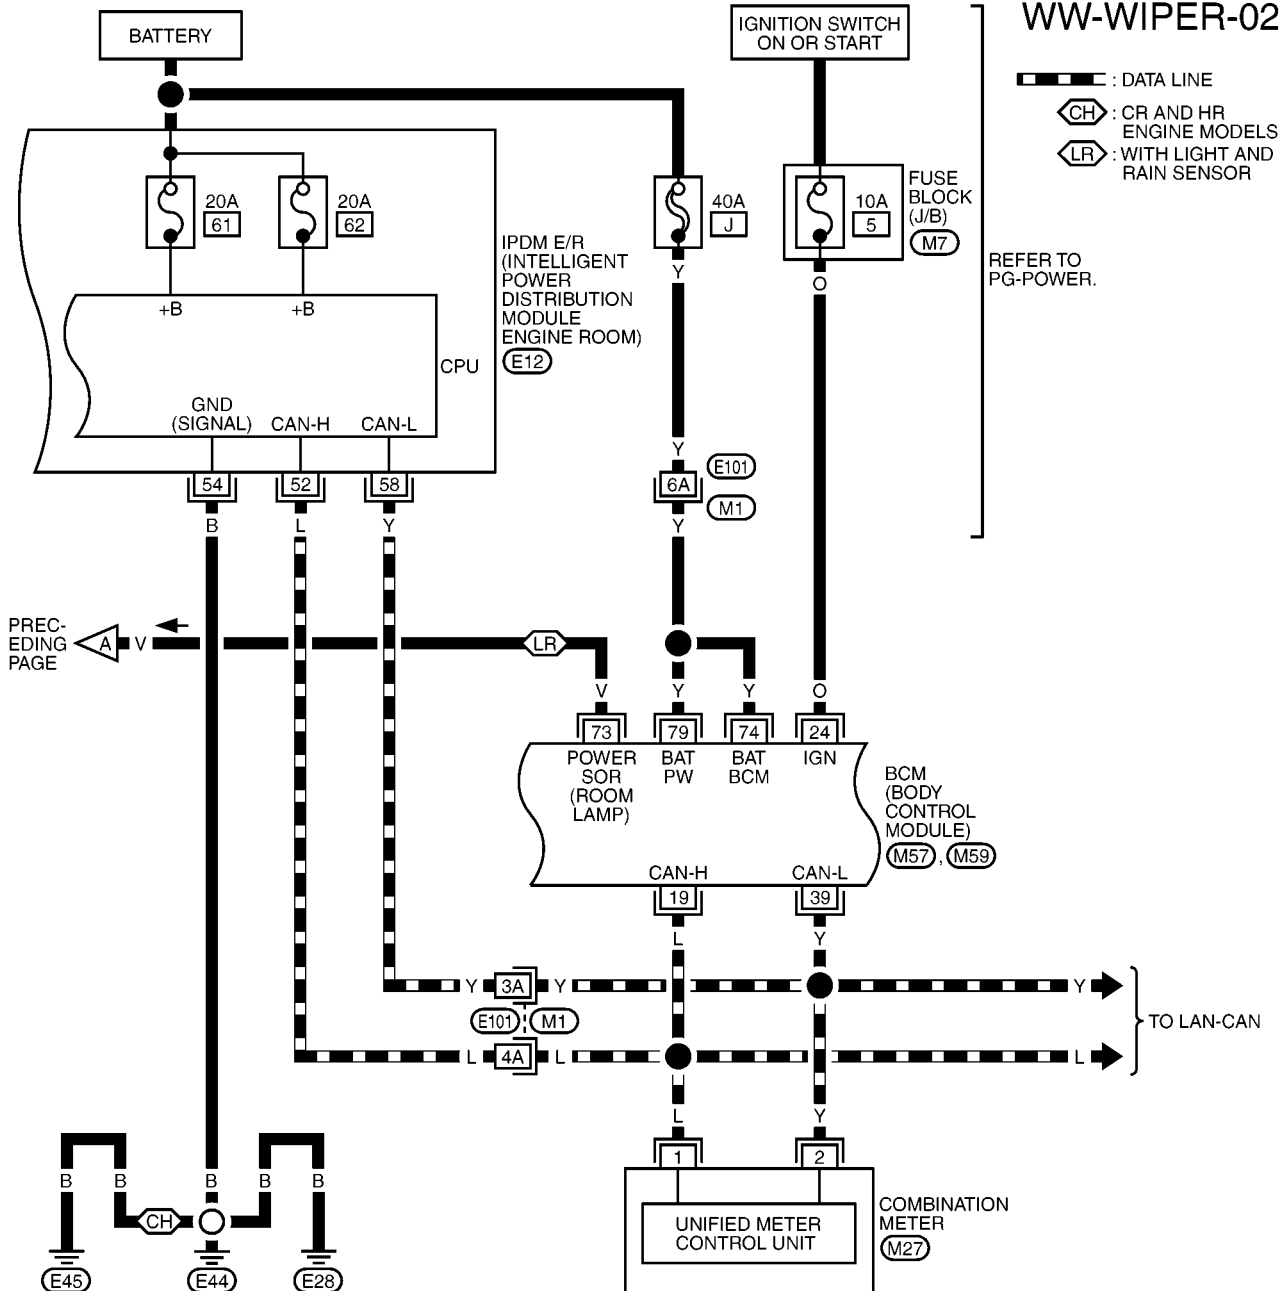 WW-WIPER-02
BATTERY
IGNITION SWITCH
ON OR START
: DATA LINE
CH : CR AND HR
ENGINE MODELS
LR : WITH LIGHT AND
RAIN SENSOR
20A
61
20A
62
40A
J
10A
5
FUSE
BLOCK
(J/B)
M7
REFER TO
PG-POWER.
IPDM E/R
(INTELLIGENT
POWER
DISTRIBUTION
MODULE
ENGINE ROOM)
E12
Y
O
+B
+B
CPU
GND
(SIGNAL)
CAN-H
CAN-L
54
52
58
B
L
Y
Y
6A
E101
M1
Y
PREC-
EDING
PAGE
A
V
LR
V
Y
Y
O
73
79
74
24
POWER
SOR
(ROOM
LAMP)
BAT
PW
BAT
BCM
IGN
BCM
(BODY
CONTROL
MODULE)
M57 , M59
CAN-H
CAN-L
19
39
L
Y
Y
3A
Y
Y
E101
M1
TO LAN-CAN
L
4A
L
L
L
Y
1
2
B
B
B
B
B
CH
E45
E44
E28
UNIFIED METER
CONTROL UNIT
COMBINATION
METER
M27